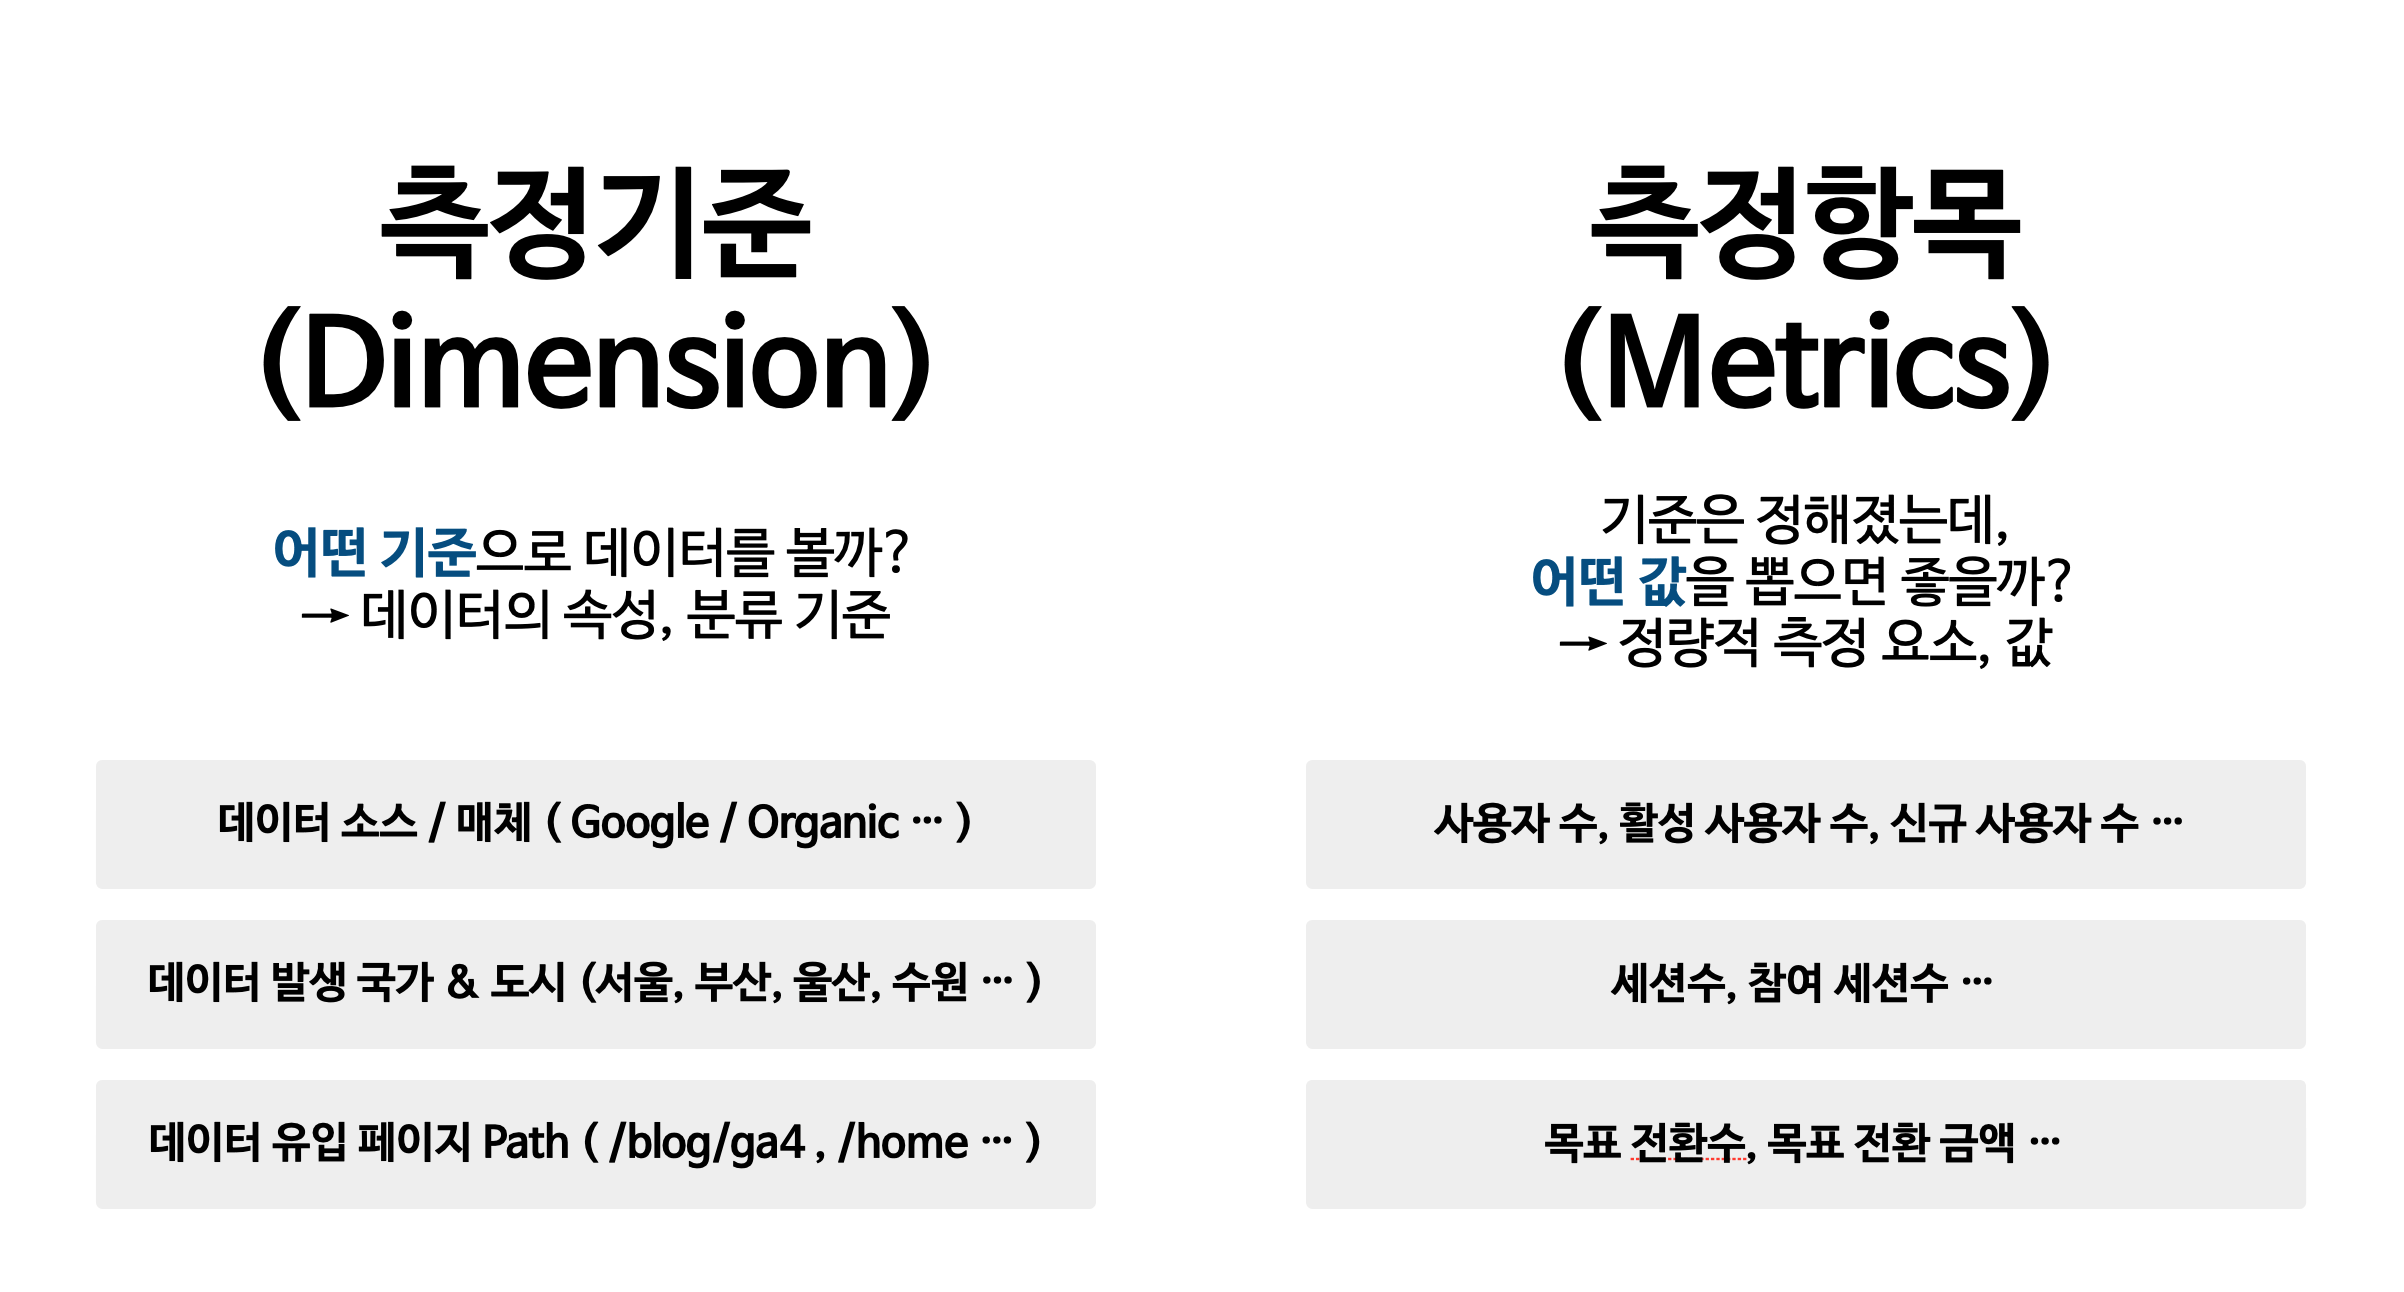 측정기준
(Dimension)
어떤 기준으로 데이터를 볼까?
→ 데이터의 속성, 분류 기준
데이터 소스 / 매체 ( Google / Organic ⋯ )
데이터 발생 국가 & 도시 (서울, 부산, 울산, 수원 ⋯ )
데이터 유입 페이지 Path ( /blog/ga4 , /home ⋯ )
측정항목
(Metrics)
기준은 정해졌는데,
어떤 값을 뽑으면 좋을까?
→ 정량적 측정 요소, 값
사용자 수, 활성 사용자 수, 신규 사용자 수 ⋯
세션수, 참여 세션수 ⋯
목표 전환수, 목표 전환 금액 ⋯